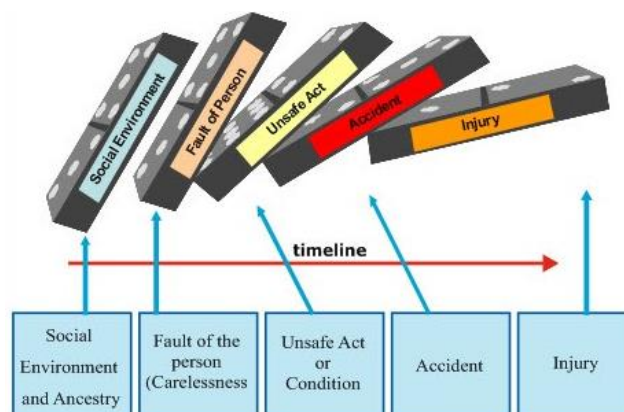 Social Environment
Fault of Person
Unsafe Act
Accident
Injury
timeline
Social
Environment
and Ancestry
Fault of the
person
(Carelessness
Unsafe Act
or
Condition
Accident
Injury